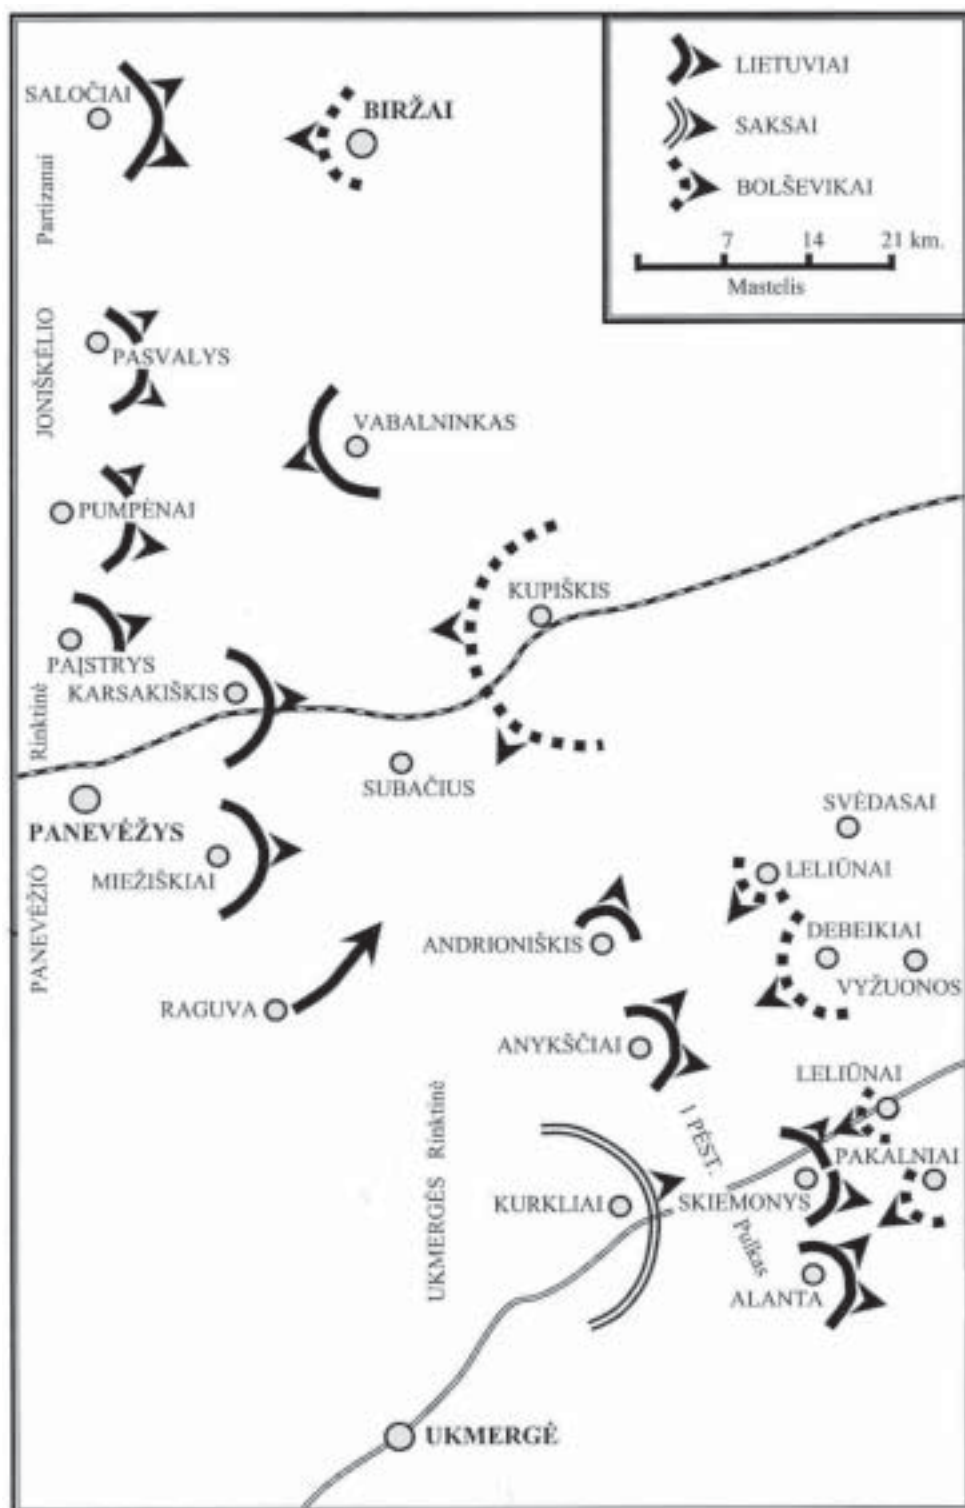 SALOČIAI
BIRŽAI
LIETUVIAI
SAKSAI
BOLŠEVIKAI
7 14 21 km.
Mastelis
Partizanai
JONIŠKĖLIO
PASVALYS
VABALNINKAS
PUMPĖNAI
KUPIŠKIS
PAĮSTRYS
KARSAKIŠKIS
Rinktinė
SUBAČIUS
PANEVĖŽYS
MIEŽIŠKIAI
PANEVĖŽIO
SVĖDASAI
LELIŪNAI
ANDRIONIŠKIS
DEBEIKIAI
VYŽUONOS
RAGUVA
ANYKŠČIAI
LELIŪNAI
I PĖST.
Pulkas
UKMERGĖS Rinktinė
PAKALNIAI
KURKLIAI
SKIEMONYS
ALANTA
UKMERGĖ